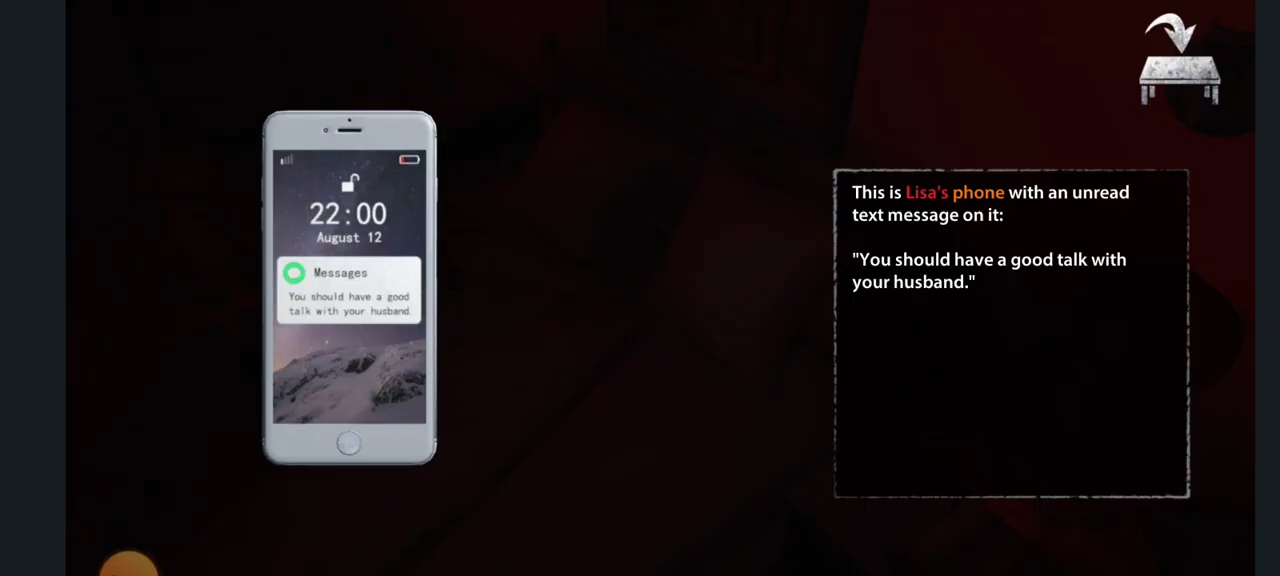 22:00
August 12
Messages
You should have a good
talk with your husband.
This is Lisa's phone with an unread
text message on it:
"You should have a good talk with
your husband."